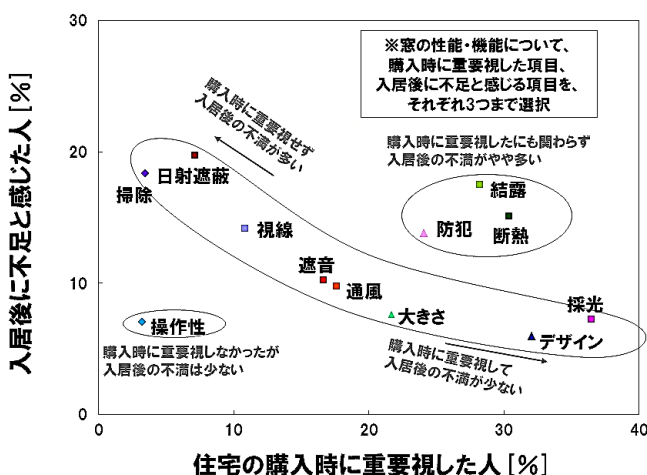 30
20
10
0
0
10
20
30
40
入居後に不足と感じた人 [%]
住宅の購入時に重要視した人 [%]
※窓の性能・機能について、
購入時に重要視した項目、
入居後に不足と感じる項目を、
それぞれ3つまで選択
購入時に重要視せず
入居後の不満が多い
購入時に重要視したにも関わらず
入居後の不満がやや多い
日射遮蔽
掃除
視線
結露
防犯
断熱
遮音
通風
大きさ
採光
デザイン
操作性
購入時に重要視しなかったが
入居後の不満は少ない
購入時に重要視して
入居後の不満が少ない